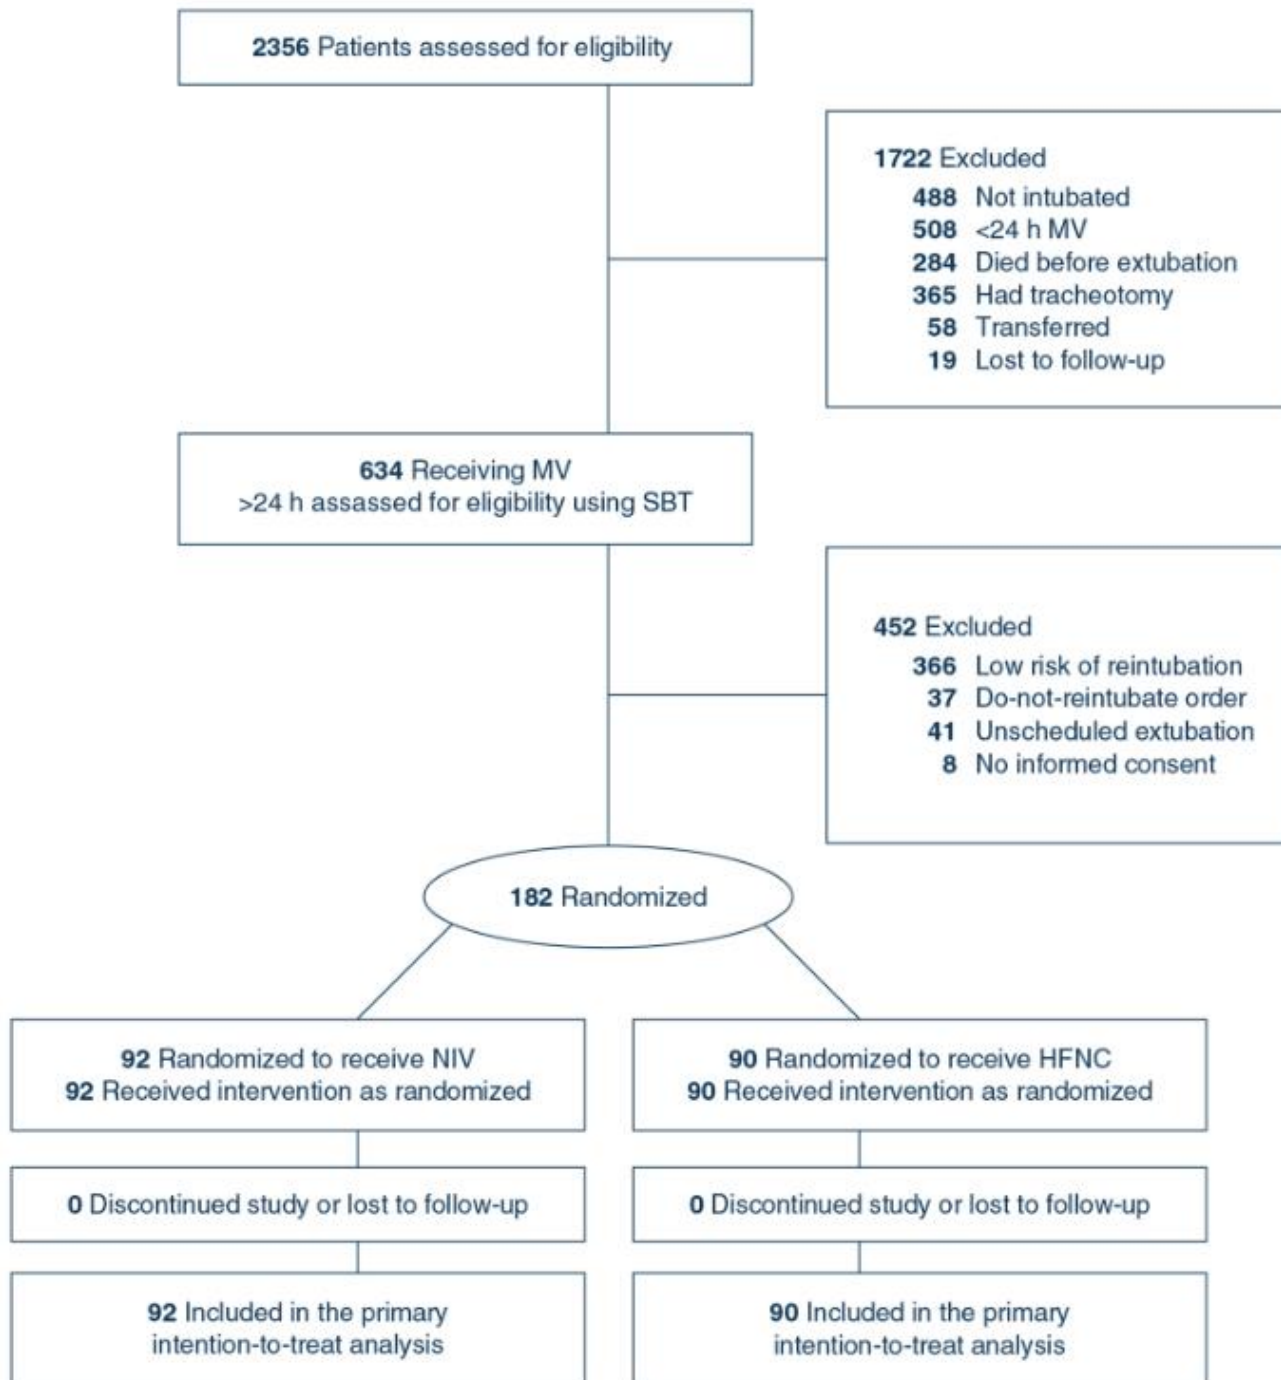 2356 Patients assessed for eligibility
1722 Excluded
488 Not intubated
508 <24 h MV
284 Died before extubation
365 Had tracheotomy
58 Transferred
19 Lost to follow-up
634 Receiving MV
>24 h assassed for eligibility using SBT
452 Excluded
366 Low risk of reintubation
37 Do-not-reintubate order
41 Unscheduled extubation
8 No informed consent
182 Randomized
92 Randomized to receive NIV
92 Received intervention as randomized
90 Randomized to receive HFNC
90 Received intervention as randomized
0 Discontinued study or lost to follow-up
0 Discontinued study or lost to follow-up
92 Included in the primary
intention-to-treat analysis
90 Included in the primary
intention-to-treat analysis